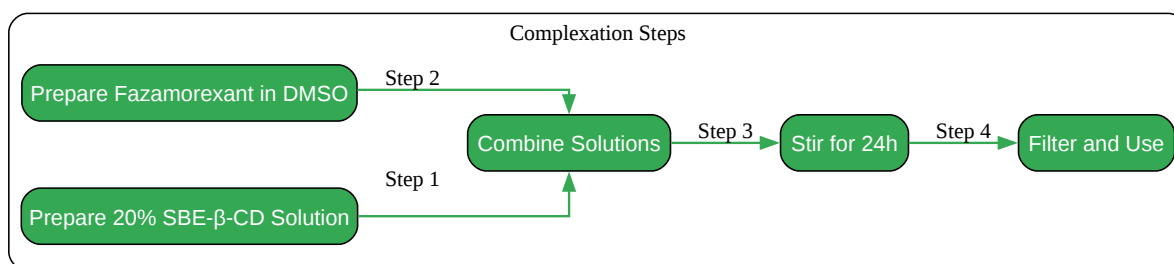 Complexation Steps
Prepare Fazamorexant in DMSO
Step 2
Combine Solutions
Step 3
Stir for 24h
Step 4
Filter and Use
Step 1
Prepare 20% SBE-β-CD Solution